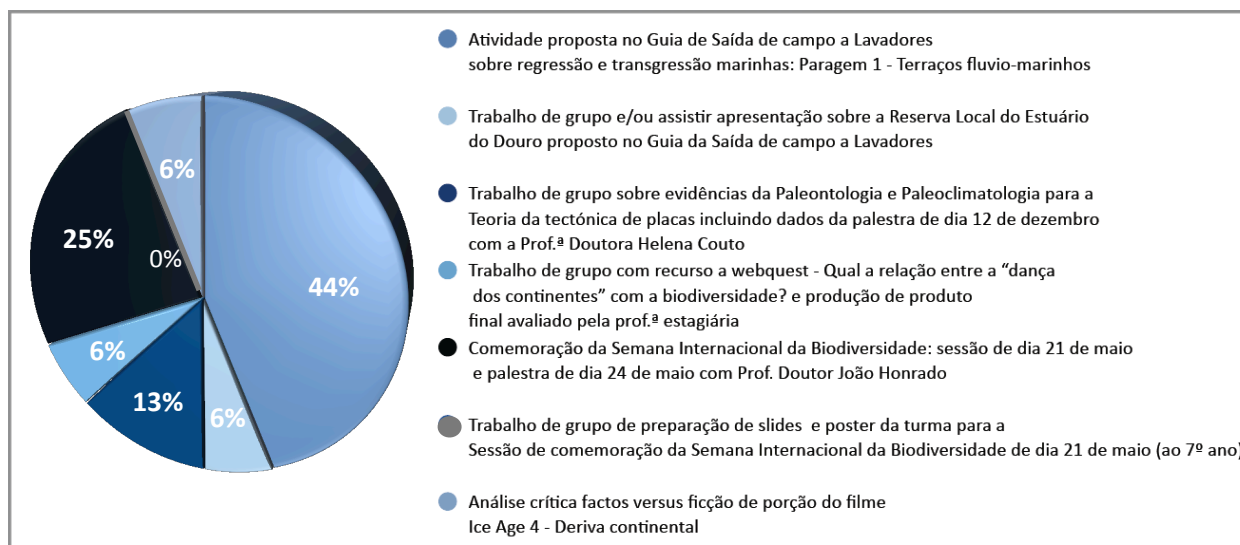 6%
25%
0%
44%
6%
13%
6%
Atividade proposta no Guia de Saída de campo a Lavadores
sobre regressão e transgressão marinhas: Paragem 1 - Terraços fluvio-marinhos
Trabalho de grupo e/ou assistir apresentação sobre a Reserva Local do Estuário
do Douro proposto no Guia da Saída de campo a Lavadores
Trabalho de grupo sobre evidências da Paleontologia e Paleoclimatologia para a
Teoria da tectónica de placas incluindo dados da palestra de dia 12 de dezembro
com a Prof.ª Doutora Helena Couto
Trabalho de grupo com recurso a webquest - Qual a relação entre a “dança
dos continentes” com a biodiversidade? e produção de produto
final avaliado pela prof.ª estagiária
Comemoração da Semana Internacional da Biodiversidade: sessão de dia 21 de maio
e palestra de dia 24 de maio com Prof. Doutor João Honrado
Trabalho de grupo de preparação de slides e poster da turma para a
Sessão de comemoração da Semana Internacional da Biodiversidade de dia 21 de maio (ao 7º ano)
Análise crítica factos versus ficção de porção do filme
Ice Age 4 - Deriva continental